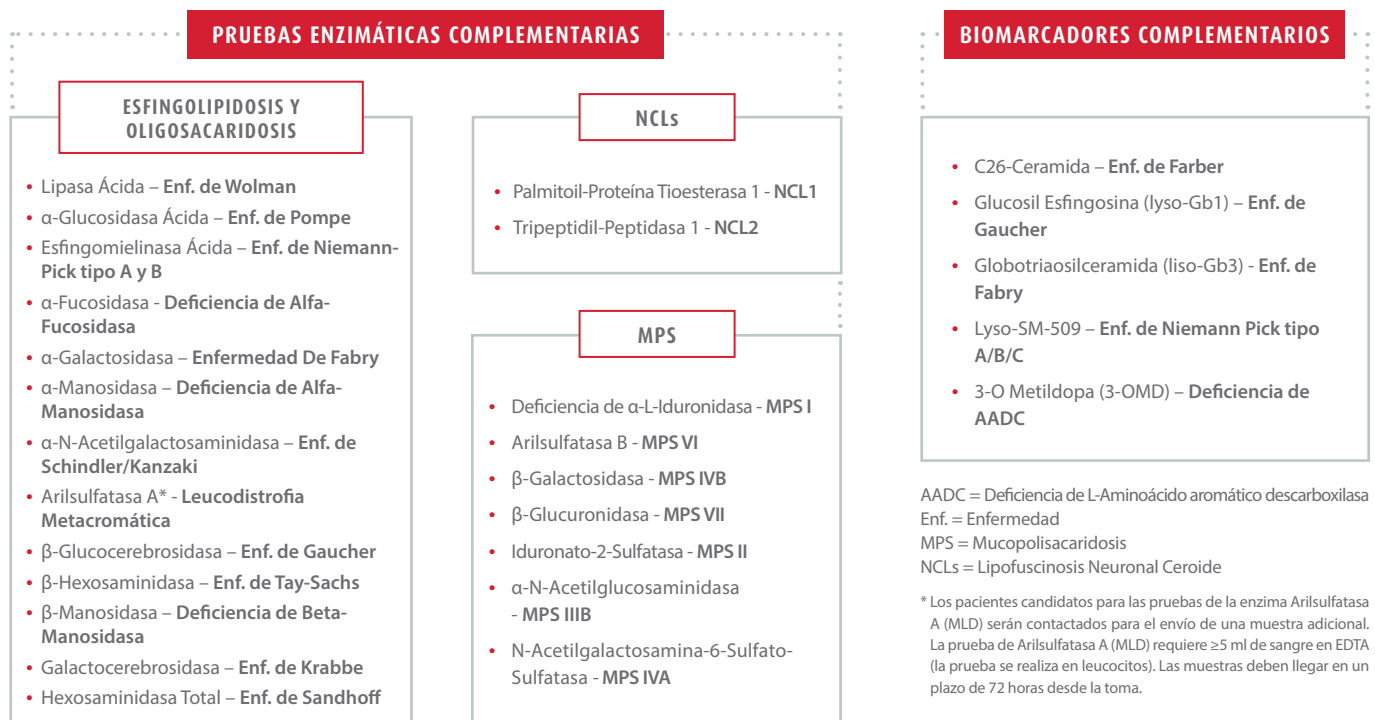 PRUEBAS ENZIMÁTICAS COMPLEMENTARIAS
ESFINGOLIPIDOSIS Y
OLIGOSACARIDOSIS
• Lipasa Ácida – Enf. de Wolman
• α-Glucosidasa Ácida – Enf. de Pompe
• Esfingomielinasa Ácida – Enf. de Niemann-
Pick tipo A y B
• α-Fucosidasa - Deficiencia de Alfa-
Fucosidasa
• α-Galactosidasa – Enfermedad De Fabry
• α-Manosidasa – Deficiencia de Alfa-
Manosidasa
• α-N-Acetilgalactosaminidasa – Enf. de
Schindler/Kanzaki
• Arilsulfatasa A* - Leucodistrofia
Metacromática
• β-Glucocerebrosidasa – Enf. de Gaucher
• β-Hexosaminidasa – Enf. de Tay-Sachs
• β-Manosidasa – Deficiencia de Beta-
Manosidasa
• Galactocerebrosidasa – Enf. de Krabbe
• Hexosaminidasa Total – Enf. de Sandhoff
NCLs
• Palmitoil-Proteína Tioesterasa 1 - NCL1
• Tripeptidil-Peptidasa 1 - NCL2
MPS
• Deficiencia de α-L-Iduronidasa - MPS I
• Arilsulfatasa B - MPS VI
• β-Galactosidasa - MPS IVB
• β-Glucuronidasa - MPS VII
• Iduronato-2-Sulfatasa - MPS II
• α-N-Acetilglucosaminidasa
- MPS IIIB
• N-Acetilgalactosamina-6-Sulfato-
Sulfatasa - MPS IVA
BIOMARCADORES COMPLEMENTARIOS
• C26-Ceramida – Enf. de Farber
• Glucosil Esfingosina (lyso-Gb1) – Enf. de
Gaucher
• Globotriaosilceramida (liso-Gb3) - Enf. de
Fabry
• Lyso-SM-509 – Enf. de Niemann Pick tipo
A/B/C
• 3-O Metildopa (3-OMD) – Deficiencia de
AADC
AADC = Deficiencia de L-Aminoácido aromático descarboxilasa
Enf. = Enfermedad
MPS = Mucopolisacaridosis
NCLs = Lipofuscinosis Neuronal Ceroide
* Los pacientes candidatos para las pruebas de la enzima Arilsulfatasa
A (MLD) serán contactados para el envío de una muestra adicional.
La prueba de Arilsulfatasa A (MLD) requiere ≥5 ml de sangre en EDTA
(la prueba se realiza en leucocitos). Las muestras deben llegar en un
plazo de 72 horas desde la toma.